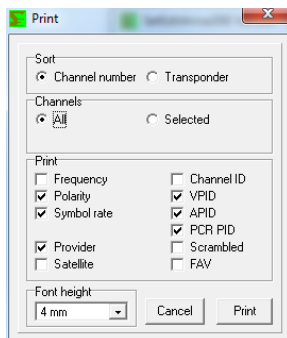 Print
Sort
Channel number Transponder
Channels
All Selected
Print
Frequency Channel ID
Polarity VPID
Symbol rate APID
PCR PID
Provider Scrambled
Satellite FAV
Font height
4 mm Cancel Print